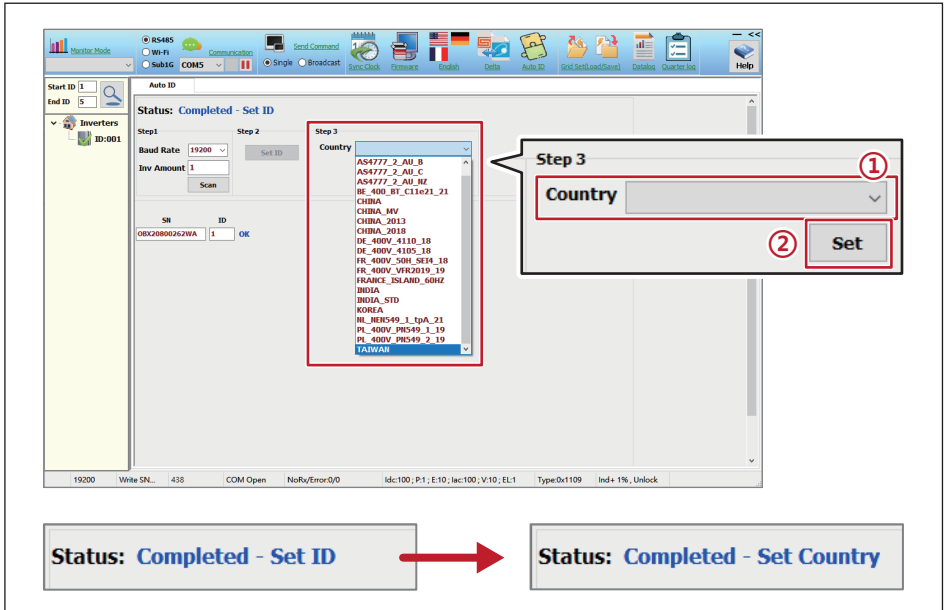 Monitor Mode
RS485
Wi-Fi
Sub1G
COM5
Communication
Send Command
Single
Broadcast
Sync Clock
Firmware
English
Delta
Auto ID
Grid Set(Load/Save)
Datalog
Quarter log
— <<
Help
Start ID 1
End ID 5
Inverters
ID:001
Auto ID
Status: Completed - Set ID
Step1
Baud Rate 19200
Inv Amount 1
Scan
Step 2
Set ID
Step 3
Country
AS4777_2_AU_B
AS4777_2_AU_C
AS4777_2_AU_NZ
BE_400_BT_C11e21_21
CHINA
CHINA_MV
CHINA_2013
CHINA_2018
DE_400V_4110_18
DE_400V_4105_18
FR_400V_50H_SEI4_18
FR_400V_VFR2019_19
FRANCE_ISLAND_60HZ
INDIA
INDIA_STD
KOREA
NL_NEN549_1_tpA_21
PL_400V_PN549_1_19
PL_400V_PN549_2_19
TAIWAN
SN ID
OBX20800262WA 1 OK
Step 3
1
Country
2
Set
19200 Write SN... 438 COM Open NoRx/Error:0/0 Idc:100 ; P:1 ; E:10 ; Iac:100 ; V:10 ; EL:1 Type:0x1109 Ind+ 1% , Unlock
Status: Completed - Set ID
Status: Completed - Set Country